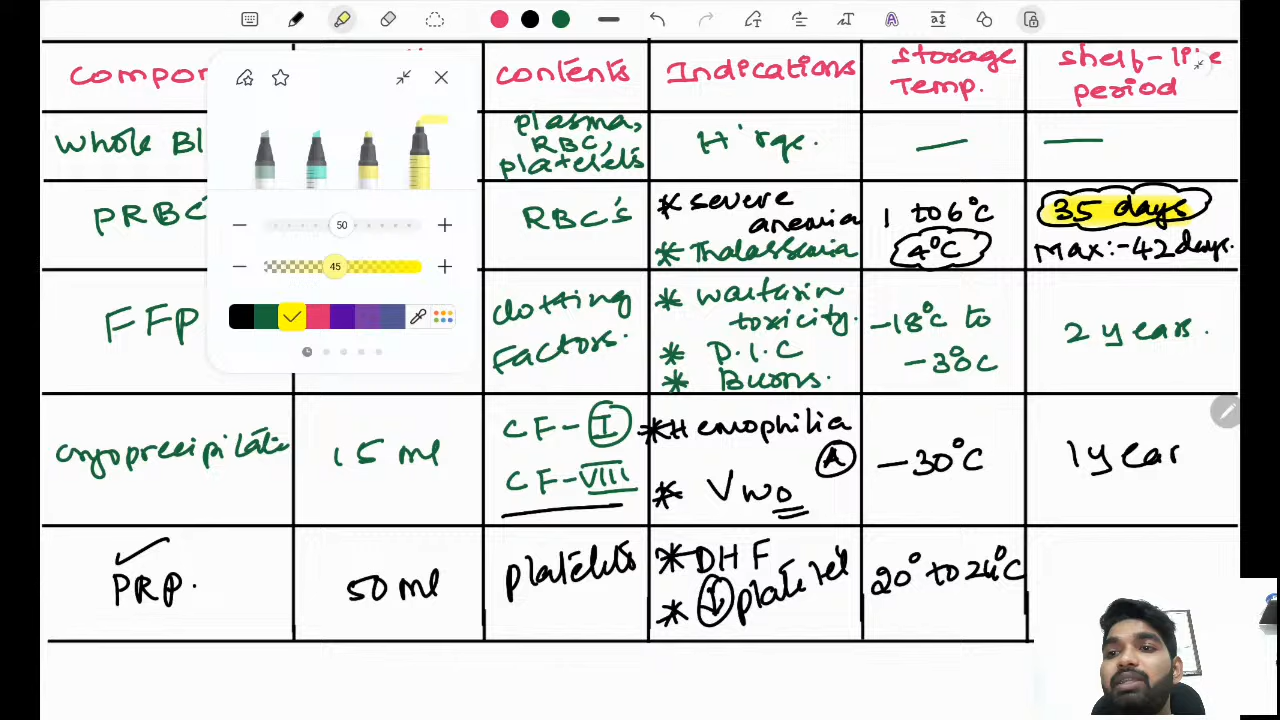 compon
contents
Indications
storage
Temp.
shelf-life
period
whole Bl
plasma,
RBC,
platelets
H'rge.
—
—
PRBC's
RBC's
* severe
anemia
* Thalassemia
1 to 6°C
4°C
35 days
Max:-42 days.
50
45
FFP
clotting
Factors.
* Warfarin
toxicity.
* D.I.C
* Burns.
-18°C to
-30°C
2 years.
cryoprecipitate
15 ml
CF-I
CF-VIII
* Hemophilia
A
* VWD
-30°C
1 year
PRP.
50 ml
platelets
* DHF
* ↓ platelet
20° to 24°C